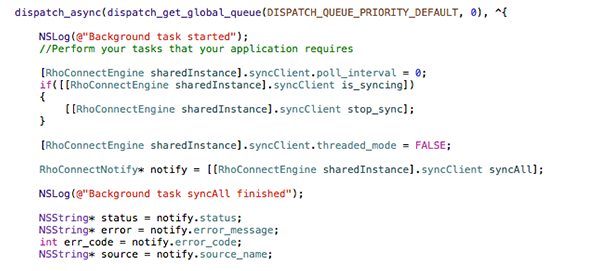 dispatch_async(dispatch_get_global_queue(DISPATCH_QUEUE_PRIORITY_DEFAULT, 0), ^{
NSLog(@"Background task started");
//Perform your tasks that your application requires
[RhoConnectEngine sharedInstance].syncClient.poll_interval = 0;
if([[RhoConnectEngine sharedInstance].syncClient is_syncing])
{
[[RhoConnectEngine sharedInstance].syncClient stop_sync];
}
[RhoConnectEngine sharedInstance].syncClient.threaded_mode = FALSE;
RhoConnectNotify* notify = [[RhoConnectEngine sharedInstance].syncClient syncAll];
NSLog(@"Background task syncAll finished");
NSString* status = notify.status;
NSString* error = notify.error_message;
int err_code = notify.error_code;
NSString* source = notify.source_name;